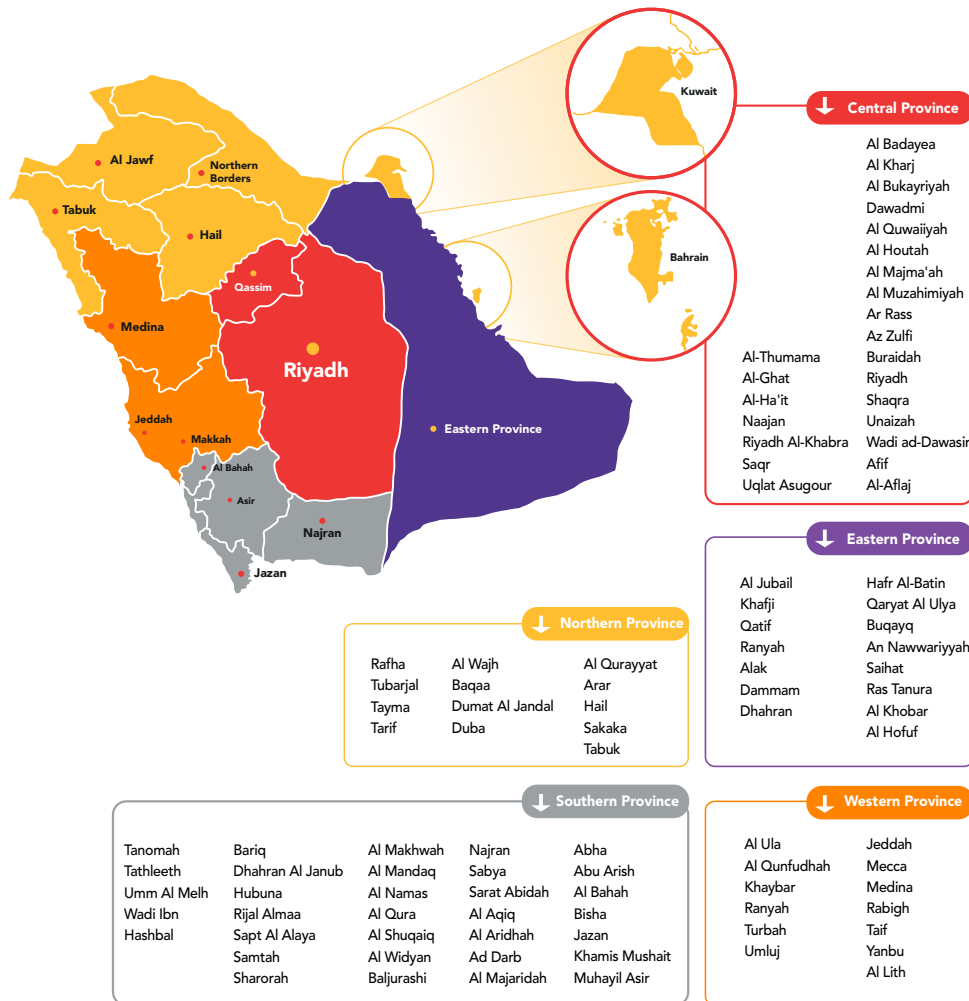 Kuwait
Bahrain
Al Jawf
Northern
Borders
Tabuk
Hail
Qassim
Medina
Riyadh
Jeddah
Makkah
Eastern Province
Al Bahah
Asir
Najran
Jazan
Central Province
Al Badayea
Al Kharj
Al Bukayriyah
Dawadmi
Al Quwaiiyah
Al Houtah
Al Majma'ah
Al Muzahimiyah
Ar Rass
Az Zulfi
Al-Thumama Buraidah
Al-Ghat Riyadh
Al-Ha'it Shaqra
Naajan Unaizah
Riyadh Al-Khabra Wadi ad-Dawasir
Saqr Afif
Uqlat Asugour Al-Aflaj
Eastern Province
Al Jubail Hafr Al-Batin
Khafji Qaryat Al Ulya
Qatif Buqayq
Ranyah An Nawwariyyah
Alak Saihat
Dammam Ras Tanura
Dhahran Al Khobar
Al Hofuf
Northern Province
Rafha Al Wajh Al Qurayyat
Tubarjal Baqaa Arar
Tayma Dumat Al Jandal Hail
Tarif Duba Sakaka
Tabuk
Southern Province
Tanomah Bariq Al Makhwah Najran Abha
Tathleeth Dhahran Al Janub Al Mandaq Sabya Abu Arish
Umm Al Melh Hubuna Al Namas Sarat Abidah Al Bahah
Wadi Ibn Rijal Almaa Al Qura Al Aqiq Bisha
Hashbal Sapt Al Alaya Al Shuqaiq Al Aridhah Jazan
Samtah Al Widyan Ad Darb Khamis Mushait
Sharorah Baljurashi Al Majaridah Muhayil Asir
Western Province
Al Ula Jeddah
Al Qunfudhah Mecca
Khaybar Medina
Ranyah Rabigh
Turbah Taif
Umluj Yanbu
Al Lith